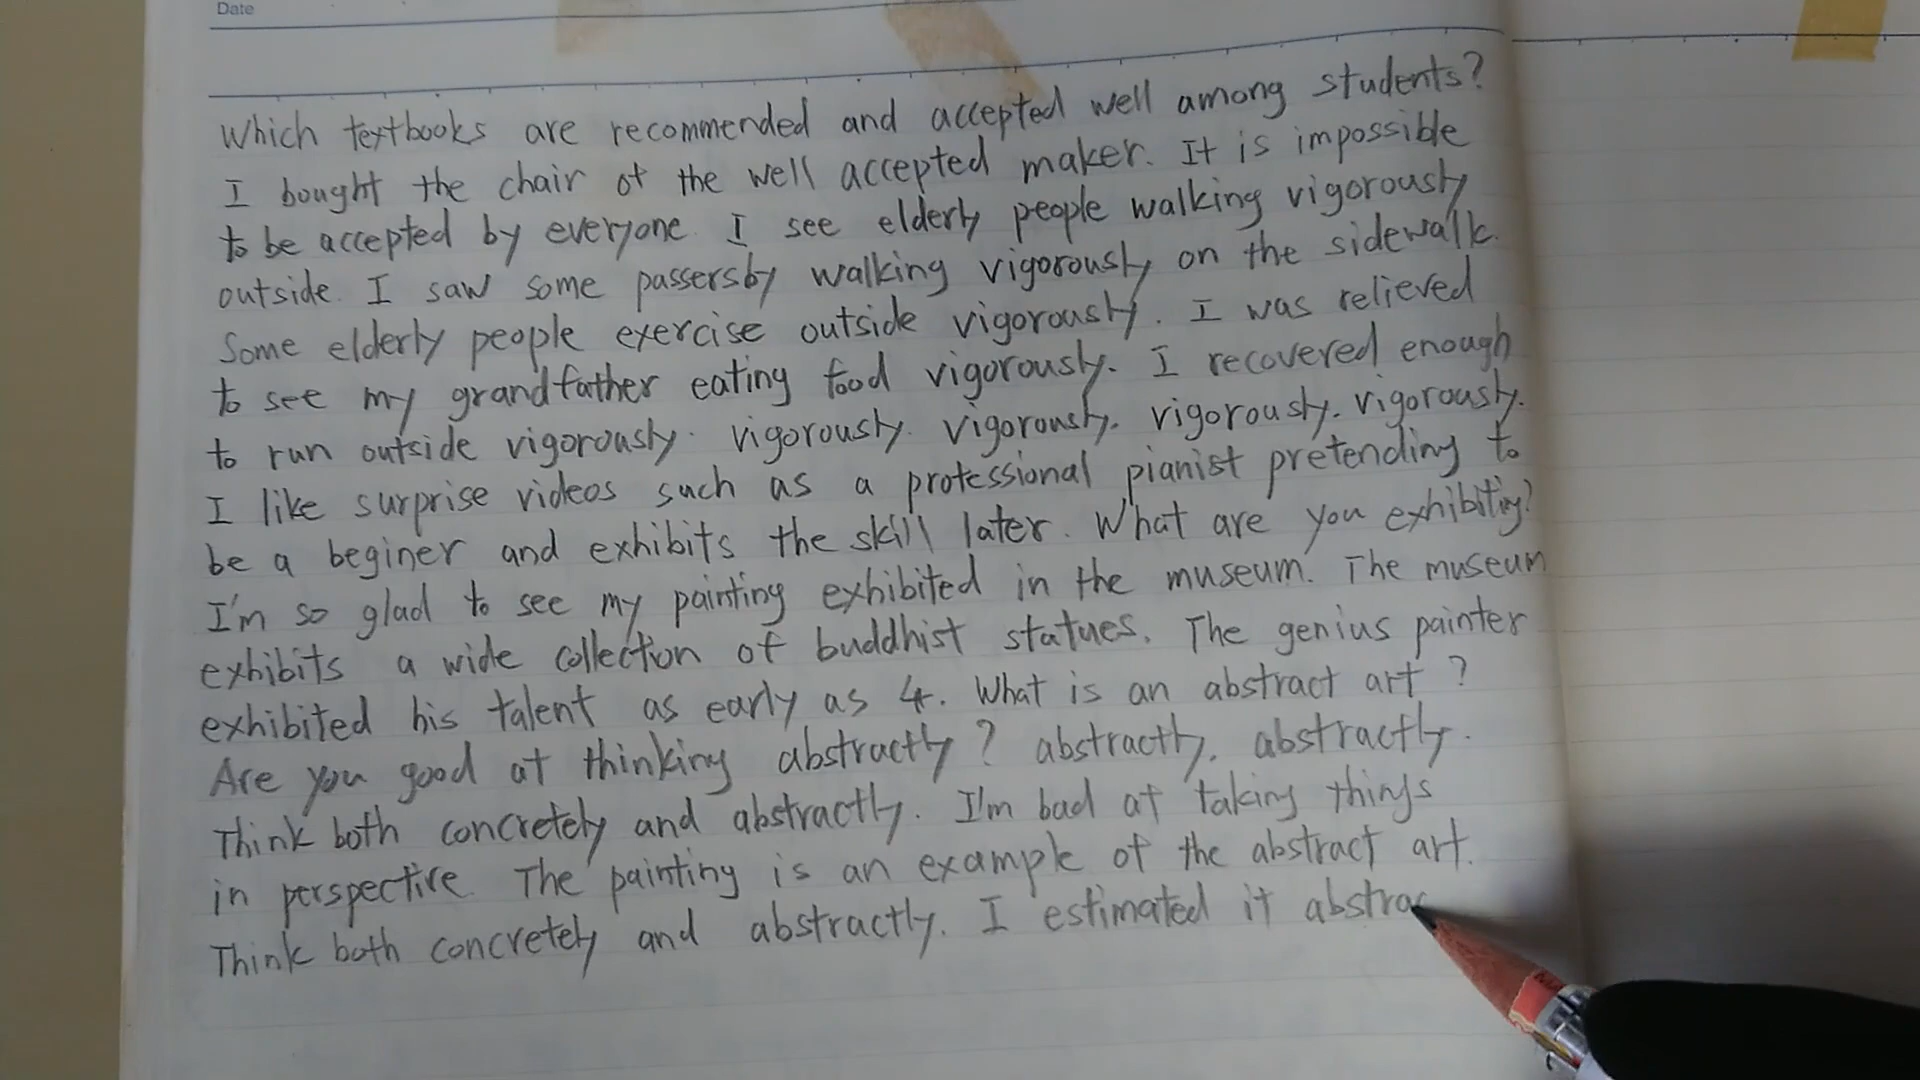 Date
Which textbooks are recommended and accepted well among students?
I bought the chair of the well accepted maker. It is impossible
to be accepted by everyone. I see elderly people walking vigorously
outside. I saw some passersby walking vigorously on the sidewalk.
Some elderly people exercise outside vigorously. I was relieved
to see my grandfather eating food vigorously. I recovered enough
to run outside vigorously. vigorously. vigorously. vigorously. vigorously.
I like surprise videos such as a professional pianist pretending to
be a beginer and exhibits the skill later. What are you exhibiting?
I'm so glad to see my painting exhibited in the museum. The museum
exhibits a wide collection of buddhist statues. The genius painter
exhibited his talent as early as 4. What is an abstract art?
Are you good at thinking abstractly? abstractly. abstractly.
Think both concretely and abstractly. I'm bad at taking things
in perspective. The painting is an example of the abstract art.
Think both concretely and abstractly. I estimated it abstrac